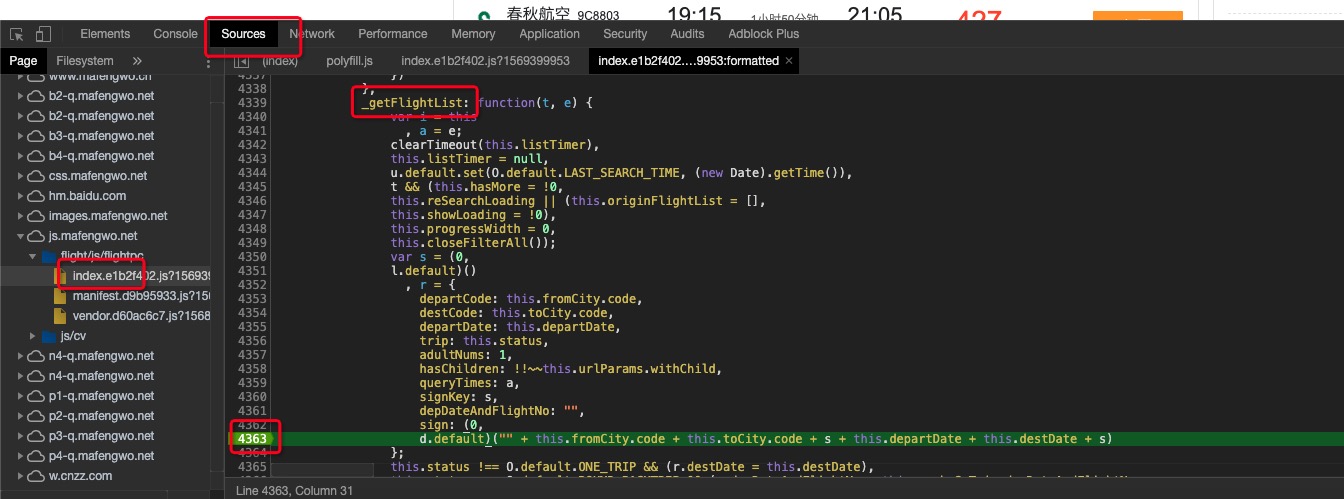 春秋航空 9C8803 19:15 1小时50分钟 21:05 427
Elements Console Sources Network Performance Memory Application Security Audits Adblock Plus
Page Filesystem » (index) polyfill.js index.e1b2f402.js?1569399953 index.e1b2f402....9953:formatted ×
www.mafengwo.cn
b2-q.mafengwo.net
b2-q.mafengwo.net
b3-q.mafengwo.net
b4-q.mafengwo.net
css.mafengwo.net
hm.baidu.com
images.mafengwo.net
js.mafengwo.net
flight/js/flightpc
index.e1b2f402.js?156939
manifest.d9b95933.js?15
vendor.d60ac6c7.js?1568
js/cv
n4-q.mafengwo.net
n4-q.mafengwo.net
p1-q.mafengwo.net
p2-q.mafengwo.net
p3-q.mafengwo.net
p4-q.mafengwo.net
w.cnzz.com
4337 })
4338 },
4339 _getFlightList: function(t, e) {
4340 var i = this
4341 , a = e;
4342 clearTimeout(this.listTimer),
4343 this.listTimer = null,
4344 u.default.set(O.default.LAST_SEARCH_TIME, (new Date).getTime()),
4345 t && (this.hasMore = !0,
4346 this.reSearchLoading || (this.originFlightList = [],
4347 this.showLoading = !0),
4348 this.progressWidth = 0,
4349 this.closeFilterAll());
4350 var s = (0,
4351 l.default)()
4352 , r = {
4353 departCode: this.fromCity.code,
4354 destCode: this.toCity.code,
4355 departDate: this.departDate,
4356 trip: this.status,
4357 adultNums: 1,
4358 hasChildren: !!~~this.urlParams.withChild,
4359 queryTimes: a,
4360 signKey: s,
4361 depDateAndFlightNo: "",
4362 sign: (0,
4363 d.default)("" + this.fromCity.code + this.toCity.code + s + this.departDate + this.destDate + s)
4364 };
4365 this.status !== O.default.ONE_TRIP && (r.destDate = this.destDate),
Line 4363, Column 31